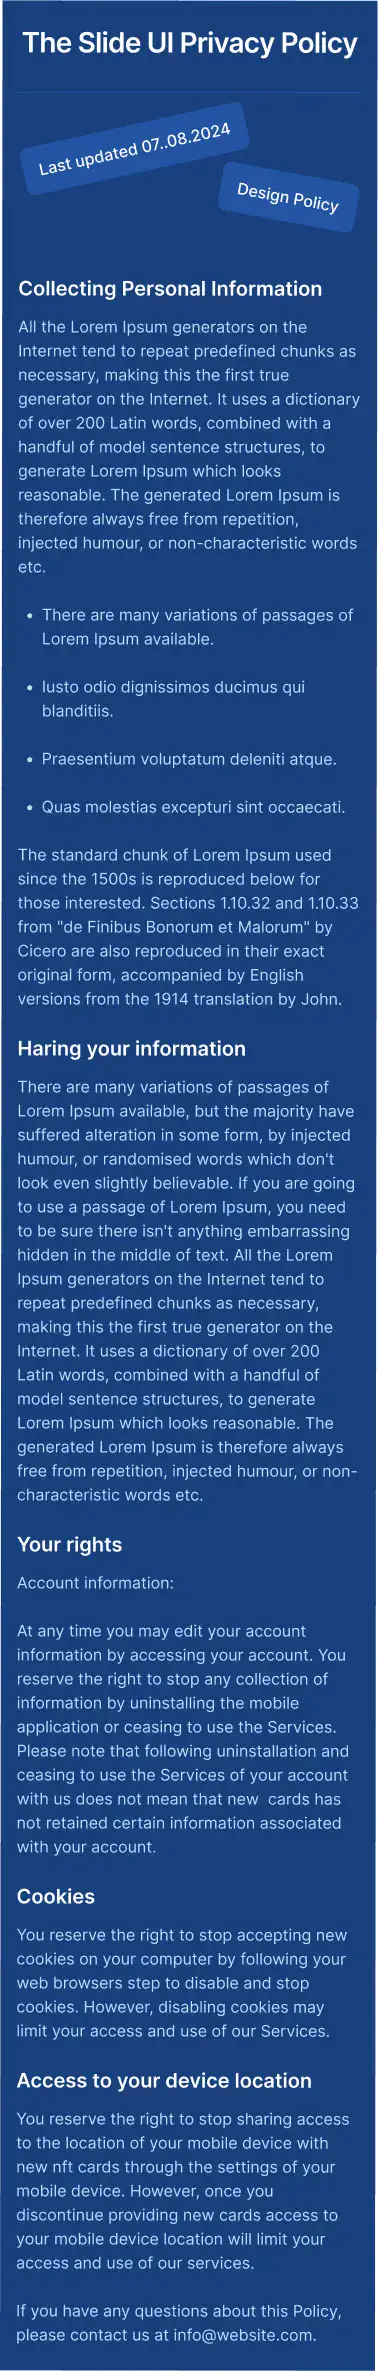 The Slide UI Privacy Policy
Last updated 07..08.2024
Design Policy
Collecting Personal Information
All the Lorem Ipsum generators on the
Internet tend to repeat predefined chunks as
necessary, making this the first true
generator on the Internet. It uses a dictionary
of over 200 Latin words, combined with a
handful of model sentence structures, to
generate Lorem Ipsum which looks
reasonable. The generated Lorem Ipsum is
therefore always free from repetition,
injected humour, or non-characteristic words
etc.
• There are many variations of passages of
Lorem Ipsum available.
• Iusto odio dignissimos ducimus qui
blanditiis.
• Praesentium voluptatum deleniti atque.
• Quas molestias excepturi sint occaecati.
The standard chunk of Lorem Ipsum used
since the 1500s is reproduced below for
those interested. Sections 1.10.32 and 1.10.33
from "de Finibus Bonorum et Malorum" by
Cicero are also reproduced in their exact
original form, accompanied by English
versions from the 1914 translation by John.
Haring your information
There are many variations of passages of
Lorem Ipsum available, but the majority have
suffered alteration in some form, by injected
humour, or randomised words which don't
look even slightly believable. If you are going
to use a passage of Lorem Ipsum, you need
to be sure there isn't anything embarrassing
hidden in the middle of text. All the Lorem
Ipsum generators on the Internet tend to
repeat predefined chunks as necessary,
making this the first true generator on the
Internet. It uses a dictionary of over 200
Latin words, combined with a handful of
model sentence structures, to generate
Lorem Ipsum which looks reasonable. The
generated Lorem Ipsum is therefore always
free from repetition, injected humour, or non-
characteristic words etc.
Your rights
Account information:
At any time you may edit your account
information by accessing your account. You
reserve the right to stop any collection of
information by uninstalling the mobile
application or ceasing to use the Services.
Please note that following uninstallation and
ceasing to use the Services of your account
with us does not mean that new  cards has
not retained certain information associated
with your account.
Cookies
You reserve the right to stop accepting new
cookies on your computer by following your
web browsers step to disable and stop
cookies. However, disabling cookies may
limit your access and use of our Services.
Access to your device location
You reserve the right to stop sharing access
to the location of your mobile device with
new nft cards through the settings of your
mobile device. However, once you
discontinue providing new cards access to
your mobile device location will limit your
access and use of our services.
If you have any questions about this Policy,
please contact us at info@website.com.